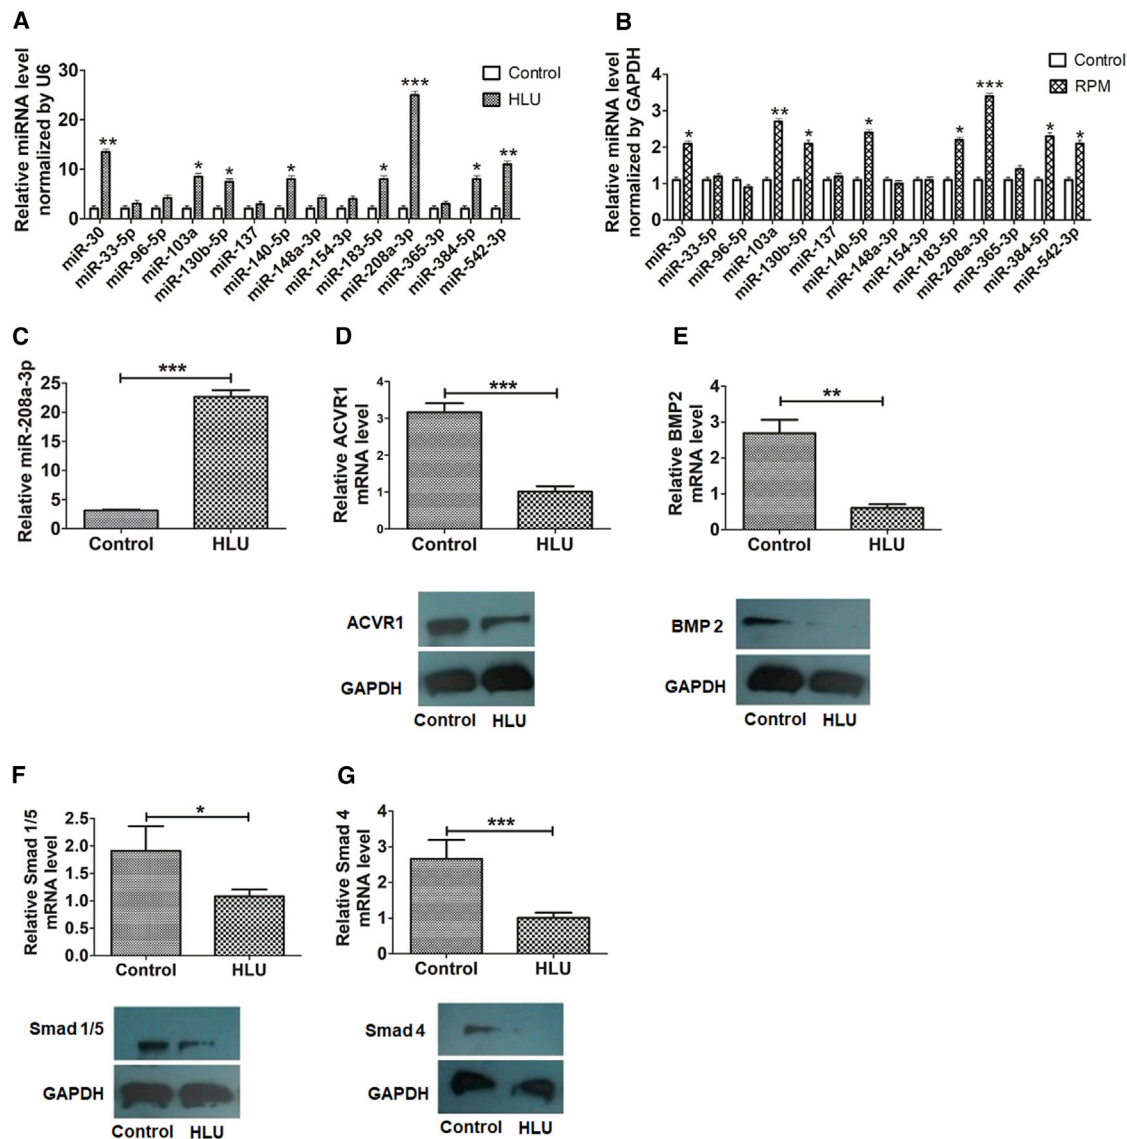 A
Relative miRNA level
normalized by U6
30
20
10
0
**
*
*
*
*
***
*
**
Control
HLU
miR-30
miR-33-5p
miR-96-5p
miR-103a
miR-130b-5p
miR-137
miR-140-5p
miR-148a-3p
miR-154-3p
miR-183-5p
miR-208a-3p
miR-365-3p
miR-384-5p
miR-542-3p
B
Relative miRNA level
normalized by GAPDH
4
3
2
1
0
*
**
*
*
*
***
*
*
Control
RPM
miR-30
miR-33-5p
miR-96-5p
miR-103a
miR-130b-5p
miR-137
miR-140-5p
miR-148a-3p
miR-154-3p
miR-183-5p
miR-208a-3p
miR-365-3p
miR-384-5p
miR-542-3p
C
Relative miR-208a-3p
25
20
15
10
5
0
***
Control HLU
D
Relative ACVR1
mRNA level
4
3
2
1
0
***
Control HLU
ACVR1
GAPDH
Control HLU
E
Relative BMP2
mRNA level
4
3
2
1
0
**
Control HLU
BMP 2
GAPDH
Control HLU
F
Relative Smad 1/5
mRNA level
2.5
2.0
1.5
1.0
0.5
0.0
*
Control HLU
Smad 1/5
GAPDH
Control HLU
G
Relative Smad 4
mRNA level
4
3
2
1
0
***
Control HLU
Smad 4
GAPDH
Control HLU